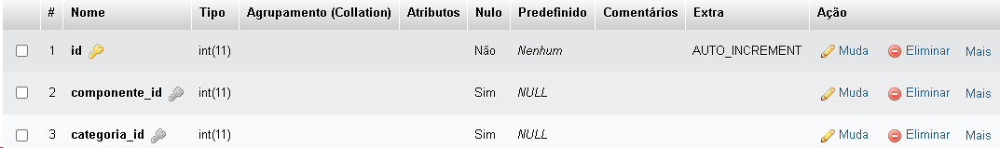 # Nome Tipo Agrupamento (Collation) Atributos Nulo Predefinido Comentários Extra Ação
1 id int(11) Não Nenhum AUTO_INCREMENT Muda Eliminar Mais
2 componente_id int(11) Sim NULL Muda Eliminar Mais
3 categoria_id int(11) Sim NULL Muda Eliminar Mais